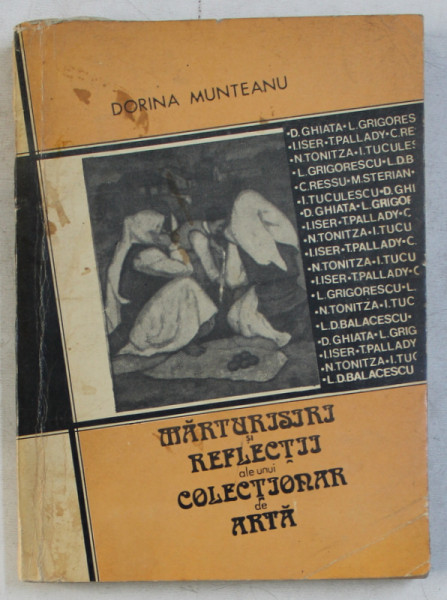 DORINA MUNTEANU
•D. GHIATA•L. GRIGORES
I.ISER•T.PALLADY•C.RE
•N.TONITZA•I.TUCULES
•L.GRIGORESCU•L.D.B
•C.RESSU•M.STERIAN•
•I.TUCULESCU•D.GHI
•D.GHIATA•L.GRIGOR
•I.ISER•T.PALLADY•C
•N.TONITZA•I.TUCU
•I.ISER•T.PALLADY•C.
•N.TONITZA•I.TUCU
•I.ISER•T.PALLADY•C
•L.GRIGORESCU•L.
•N.TONITZA•I.TUC
•L.D.BALACESCU•
•D.GHIATA•L.GRIG
•I.ISER•T.PALLADY•
•N.TONITZA•I.TUC
•L.D.BALACESCU
MĂRTURISIRI
și
REFLECȚII
ale unui
COLECȚIONAR
de
ARTĂ